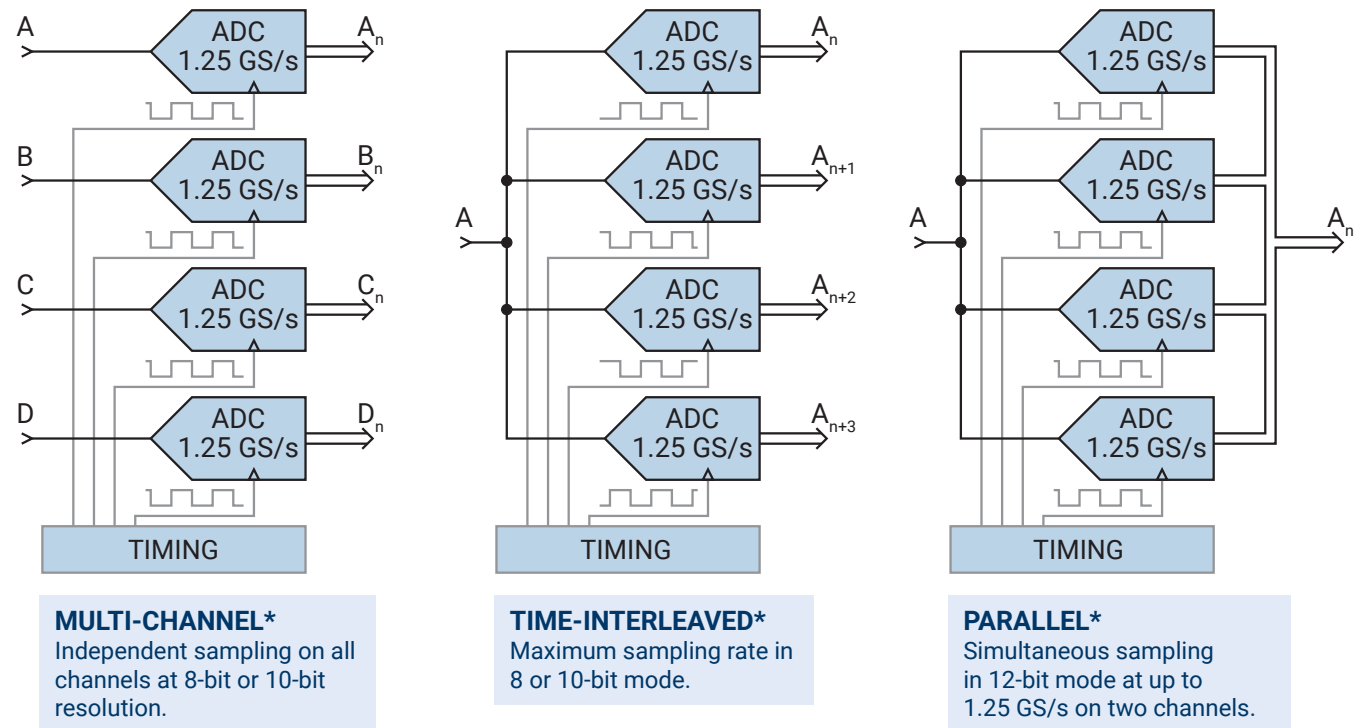 A
ADC
1.25 GS/s
An
B
ADC
1.25 GS/s
Bn
C
ADC
1.25 GS/s
Cn
D
ADC
1.25 GS/s
Dn
TIMING
MULTI-CHANNEL*
Independent sampling on all
channels at 8-bit or 10-bit
resolution.
A
ADC
1.25 GS/s
An
ADC
1.25 GS/s
An+1
ADC
1.25 GS/s
An+2
ADC
1.25 GS/s
An+3
TIMING
TIME-INTERLEAVED*
Maximum sampling rate in
8 or 10-bit mode.
A
ADC
1.25 GS/s
ADC
1.25 GS/s
ADC
1.25 GS/s
ADC
1.25 GS/s
An
TIMING
PARALLEL*
Simultaneous sampling
in 12-bit mode at up to
1.25 GS/s on two channels.